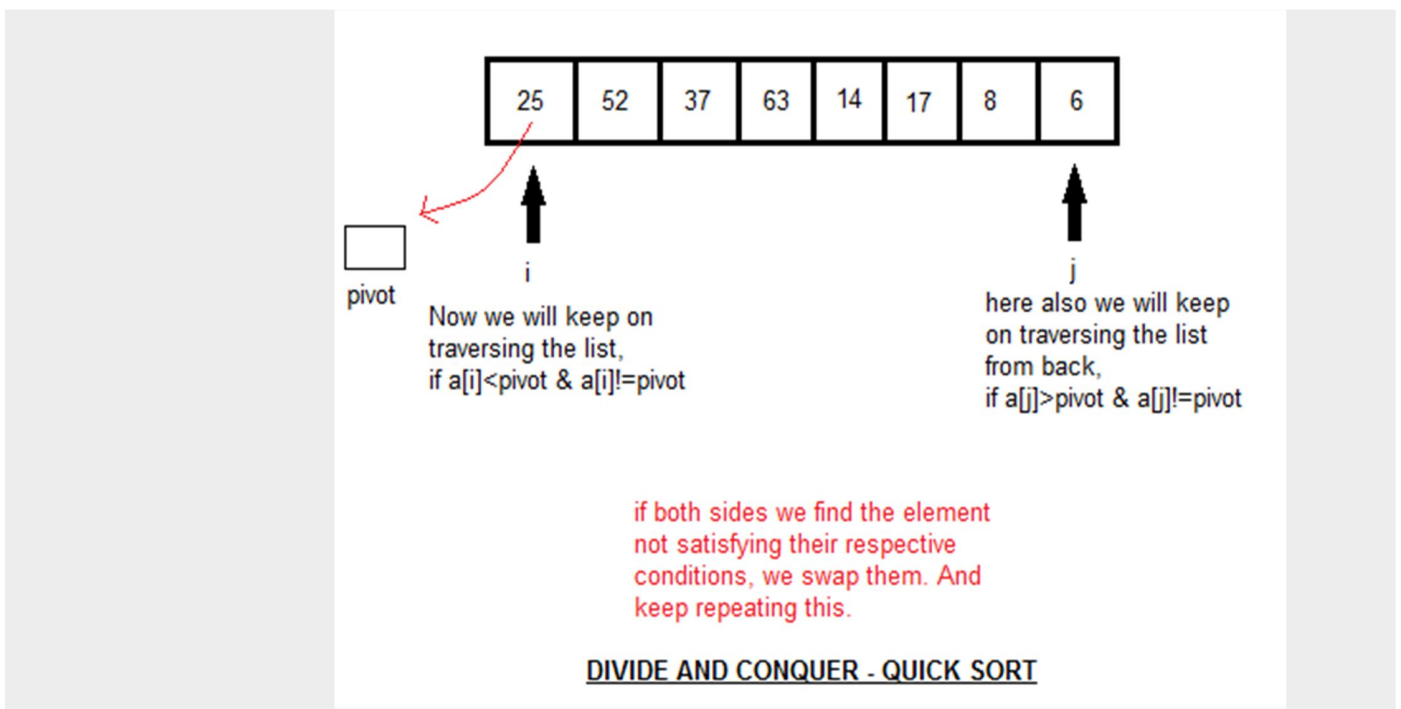 25 52 37 63 14 17 8 6
i
j
pivot
Now we will keep on
traversing the list,
if a[i]<pivot & a[i]!=pivot
here also we will keep
on traversing the list
from back,
if a[j]>pivot & a[j]!=pivot
if both sides we find the element
not satisfying their respective
conditions, we swap them. And
keep repeating this.
DIVIDE AND CONQUER - QUICK SORT